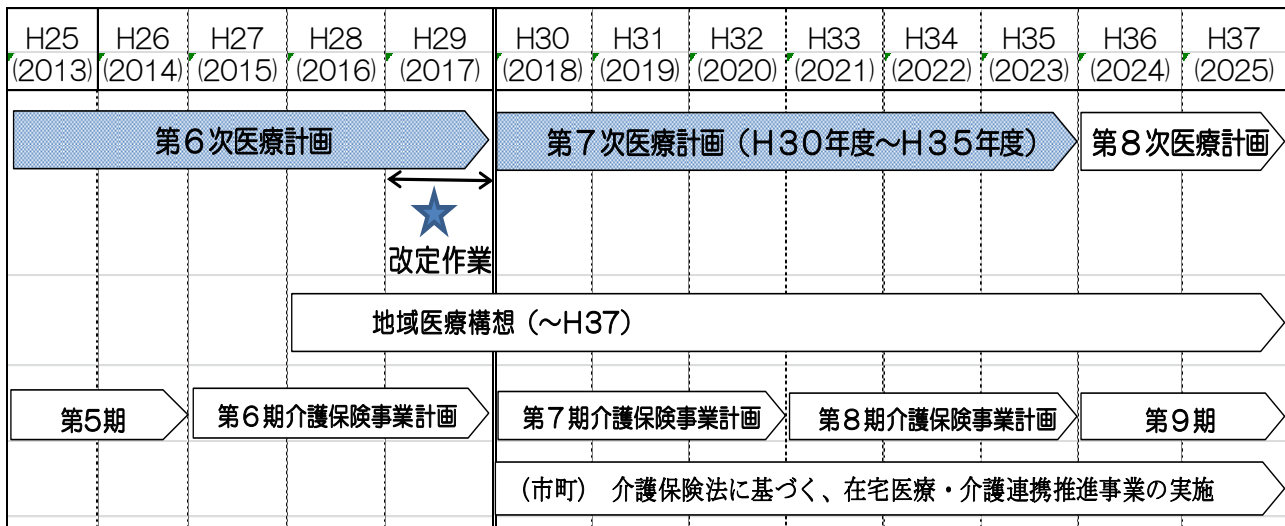 H25 H26 H27 H28 H29 H30 H31 H32 H33 H34 H35 H36 H37
(2013) (2014) (2015) (2016) (2017) (2018) (2019) (2020) (2021) (2022) (2023) (2024) (2025)
第6次医療計画 第7次医療計画（H30年度～H35年度） 第8次医療計画
改定作業
地域医療構想（～H37）
第5期 第6期介護保険事業計画 第7期介護保険事業計画 第8期介護保険事業計画 第9期
（市町） 介護保険法に基づく、在宅医療・介護連携推進事業の実施